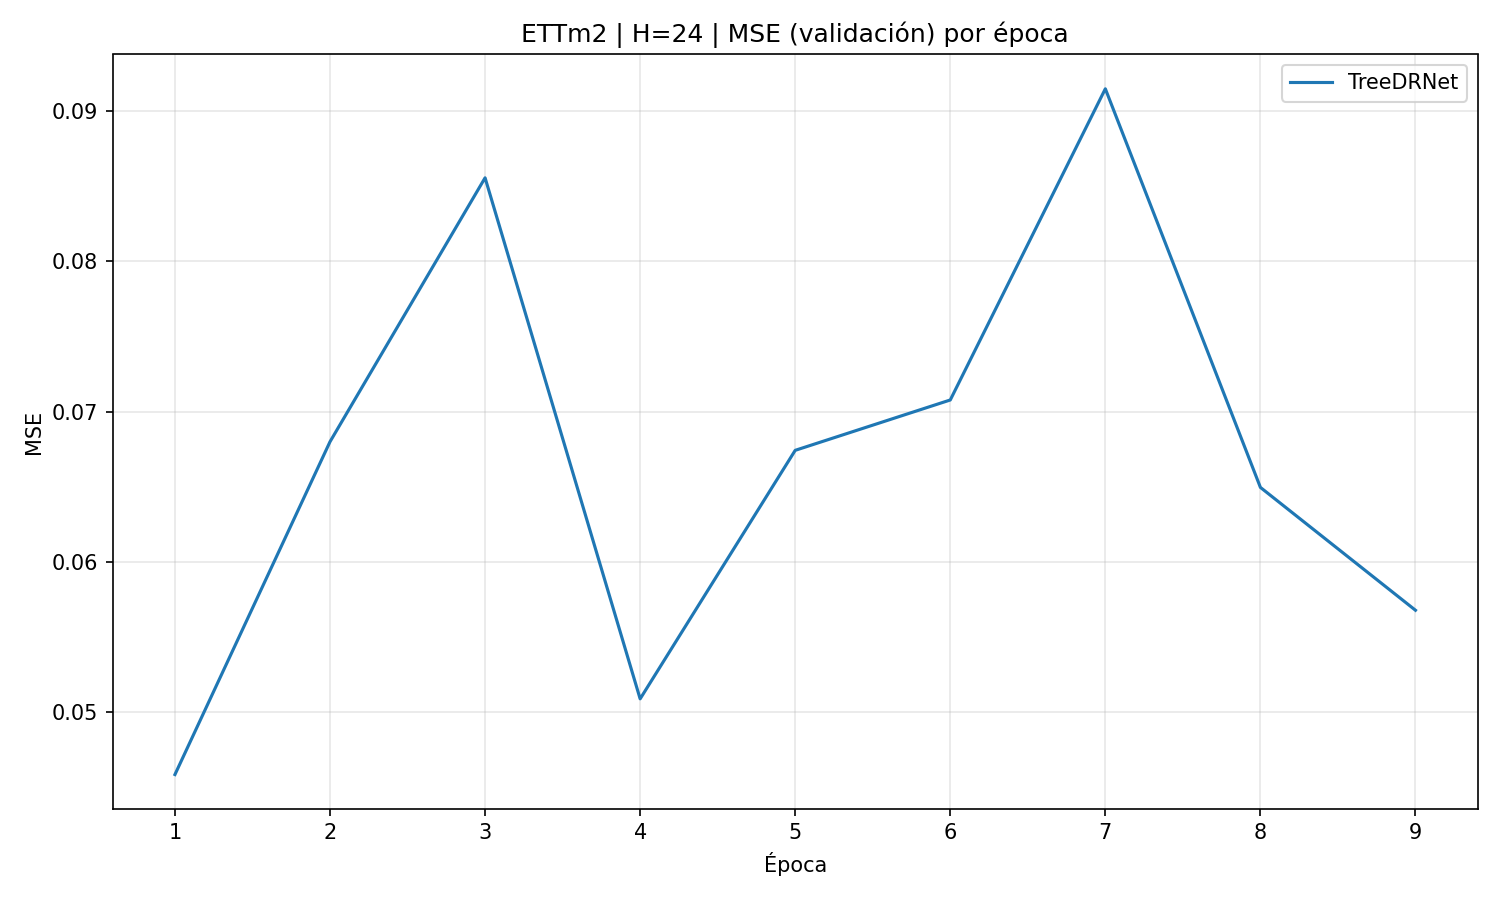 ETTm2 | H=24 | MSE (validación) por época
TreeDRNet
0.09
0.08
0.07
0.06
0.05
MSE
1 2 3 4 5 6 7 8 9
Época